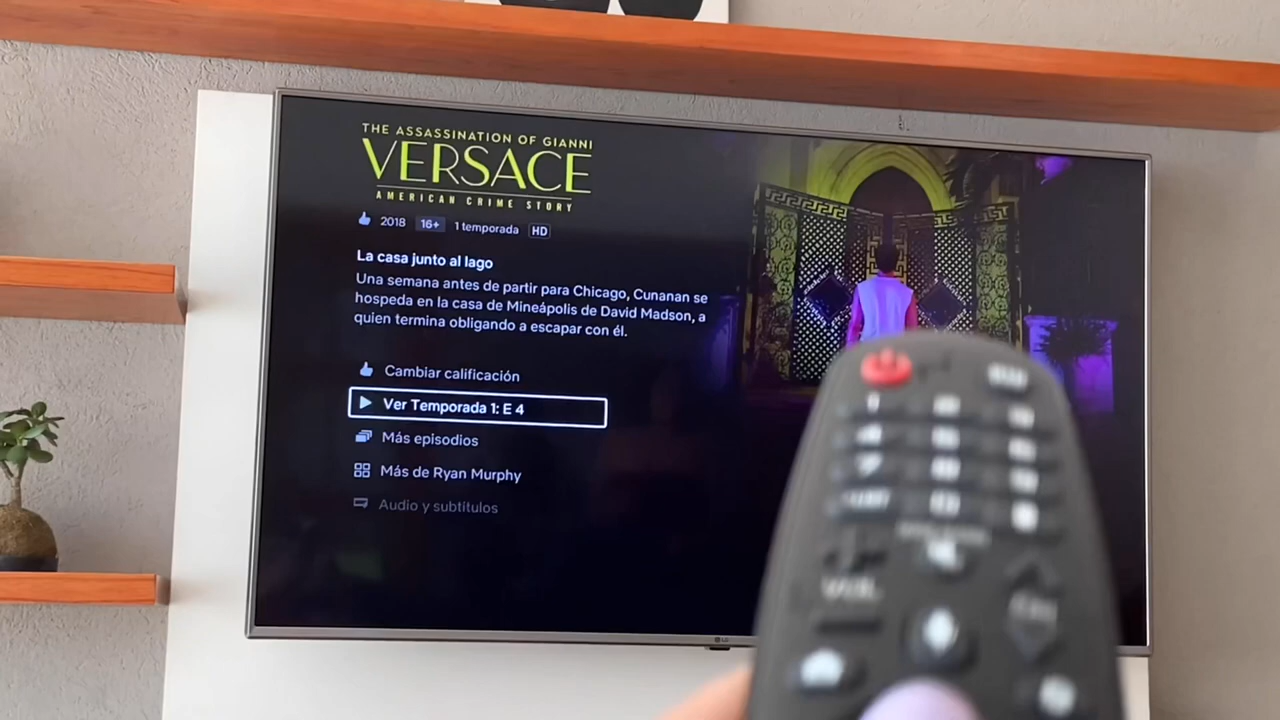 THE ASSASSINATION OF GIANNI
VERSACE
AMERICAN CRIME STORY
2018 16+ 1 temporada HD
La casa junto al lago
Una semana antes de partir para Chicago, Cunanan se
hospeda en la casa de Mineápolis de David Madson, a
quien termina obligando a escapar con él.
Cambiar calificación
Ver Temporada 1: E 4
Más episodios
Más de Ryan Murphy
Audio y subtítulos
LG
VOL